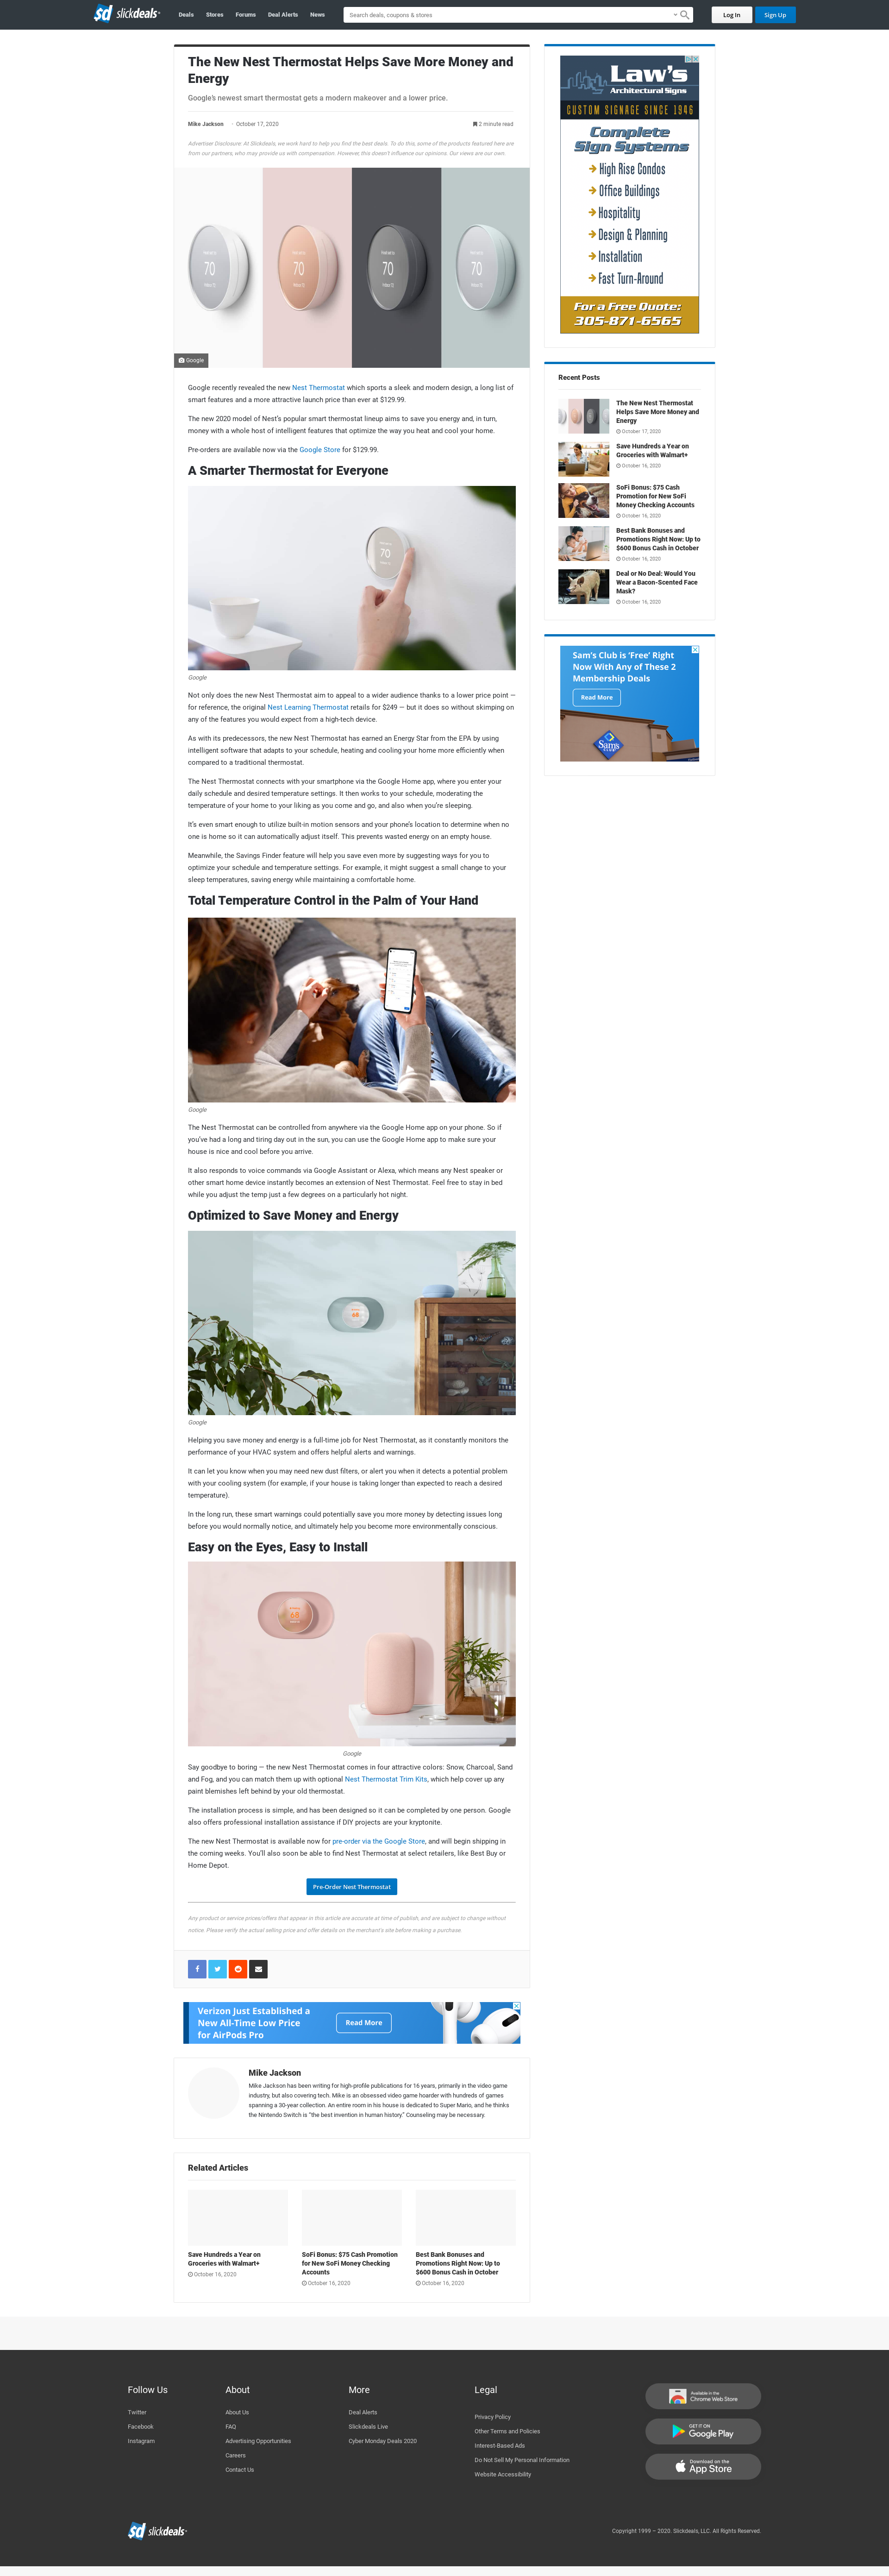 sd slickdeals
Deals Stores Forums Deal Alerts News
Search deals, coupons & stores
Log In Sign Up
The New Nest Thermostat Helps Save More Money and
Energy
Google's newest smart thermostat gets a modern makeover and a lower price.
Mike Jackson - October 17, 2020
2 minute read
Advertiser Disclosure: At Slickdeals, we work hard to help you find the best deals. To do this, some of the products featured here are
from our partners, who may provide us with compensation. However, this doesn't influence our opinions. Our views are our own.
70 70 70 70
Google
Google recently revealed the new Nest Thermostat which sports a sleek and modern design, a long list of
smart features and a more attractive launch price than ever at $129.99.
The new 2020 model of Nest's popular smart thermostat lineup aims to save you energy and, in turn,
money with a whole host of intelligent features that optimize the way you heat and cool your home.
Pre-orders are available now via the Google Store for $129.99.
A Smarter Thermostat for Everyone
70
Google
Not only does the new Nest Thermostat aim to appeal to a wider audience thanks to a lower price point —
for reference, the original Nest Learning Thermostat retails for $249 — but it does so without skimping on
any of the features you would expect from a high-tech device.
As with its predecessors, the new Nest Thermostat has earned an Energy Star from the EPA by using
intelligent software that adapts to your schedule, heating and cooling your home more efficiently when
compared to a traditional thermostat.
The Nest Thermostat connects with your smartphone via the Google Home app, where you enter your
daily schedule and desired temperature settings. It then works to your schedule, moderating the
temperature of your home to your liking as you come and go, and also when you're sleeping.
It's even smart enough to utilize built-in motion sensors and your phone's location to determine when no
one is home so it can automatically adjust itself. This prevents wasted energy on an empty house.
Meanwhile, the Savings Finder feature will help you save even more by suggesting ways for you to
optimize your schedule and temperature settings. For example, it might suggest a small change to your
sleep temperatures, saving energy while maintaining a comfortable home.
Total Temperature Control in the Palm of Your Hand
Google
The Nest Thermostat can be controlled from anywhere via the Google Home app on your phone. So if
you've had a long and tiring day out in the sun, you can use the Google Home app to make sure your
house is nice and cool before you arrive.
It also responds to voice commands via Google Assistant or Alexa, which means any Nest speaker or
other smart home device instantly becomes an extension of Nest Thermostat. Feel free to stay in bed
while you adjust the temp just a few degrees on a particularly hot night.
Optimized to Save Money and Energy
68
Google
Helping you save money and energy is a full-time job for Nest Thermostat, as it constantly monitors the
performance of your HVAC system and offers helpful alerts and warnings.
It can let you know when you may need new dust filters, or alert you when it detects a potential problem
with your cooling system (for example, if your house is taking longer than expected to reach a desired
temperature).
In the long run, these smart warnings could potentially save you more money by detecting issues long
before you would normally notice, and ultimately help you become more environmentally conscious.
Easy on the Eyes, Easy to Install
68
Google
Say goodbye to boring — the new Nest Thermostat comes in four attractive colors: Snow, Charcoal, Sand
and Fog, and you can match them up with optional Nest Thermostat Trim Kits, which help cover up any
paint blemishes left behind by your old thermostat.
The installation process is simple, and has been designed so it can be completed by one person. Google
also offers professional installation assistance if DIY projects are your kryptonite.
The new Nest Thermostat is available now for pre-order via the Google Store, and will begin shipping in
the coming weeks. You'll also soon be able to find Nest Thermostat at select retailers, like Best Buy or
Home Depot.
Pre-Order Nest Thermostat
Any product or service prices/offers that appear in this article are accurate at time of publish, and are subject to change without
notice. Please verify the actual selling price and offer details on the merchant's site before making a purchase.
Verizon Just Established a
New All-Time Low Price
for AirPods Pro
Read More
Mike Jackson
Mike Jackson has been writing for high-profile publications for 16 years, primarily in the video game
industry, but also covering tech. Mike is an obsessed video game hoarder with hundreds of games
spanning a 30-year collection. An entire room in his house is dedicated to Super Mario, and he thinks
the Nintendo Switch is "the best invention in human history." Counseling may be necessary.
Related Articles
Save Hundreds a Year on
Groceries with Walmart+
October 16, 2020
SoFi Bonus: $75 Cash Promotion
for New SoFi Money Checking
Accounts
October 16, 2020
Best Bank Bonuses and
Promotions Right Now: Up to
$600 Bonus Cash in October
October 16, 2020
Law's
Architectural Signs
CUSTOM SIGNAGE SINCE 1946
Complete
Sign Systems
High Rise Condos
Office Buildings
Hospitality
Design & Planning
Installation
Fast Turn-Around
For a Free Quote:
305-871-6565
Recent Posts
The New Nest Thermostat
Helps Save More Money and
Energy
October 17, 2020
Save Hundreds a Year on
Groceries with Walmart+
October 16, 2020
SoFi Bonus: $75 Cash
Promotion for New SoFi
Money Checking Accounts
October 16, 2020
Best Bank Bonuses and
Promotions Right Now: Up to
$600 Bonus Cash in October
October 16, 2020
Deal or No Deal: Would You
Wear a Bacon-Scented Face
Mask?
October 16, 2020
Sam's Club is 'Free' Right
Now With Any of These 2
Membership Deals
Read More
Sams
Follow Us
Twitter
Facebook
Instagram
About
About Us
FAQ
Advertising Opportunities
Careers
Contact Us
More
Deal Alerts
Slickdeals Live
Cyber Monday Deals 2020
Legal
Privacy Policy
Other Terms and Policies
Interest-Based Ads
Do Not Sell My Personal Information
Website Accessibility
Available in the
Chrome Web Store
GET IT ON
Google Play
Download on the
App Store
sd slickdeals
Copyright 1999 – 2020. Slickdeals, LLC. All Rights Reserved.